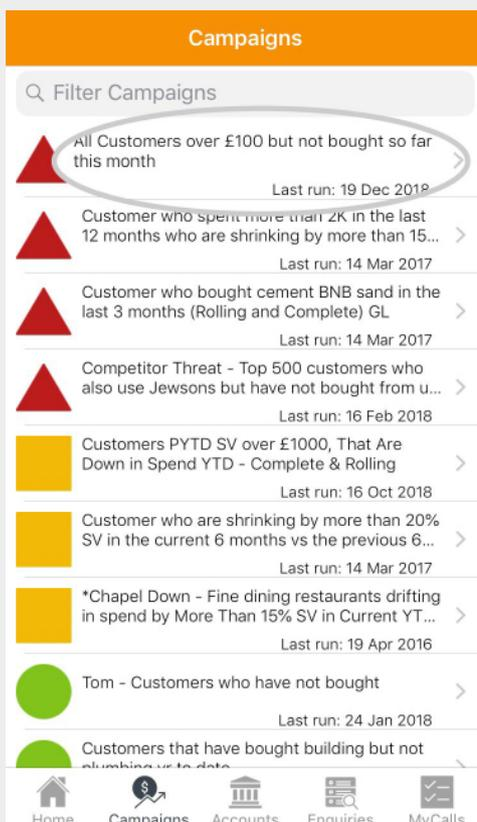 Campaigns
Filter Campaigns
All Customers over £100 but not bought so far
this month
Last run: 19 Dec 2018
Customer who spent more than 2K in the last
12 months who are shrinking by more than 15...
Last run: 14 Mar 2017
Customer who bought cement BNB sand in the
last 3 months (Rolling and Complete) GL
Last run: 14 Mar 2017
Competitor Threat - Top 500 customers who
also use Jewsons but have not bought from u...
Last run: 16 Feb 2018
Customers PYTD SV over £1000, That Are
Down in Spend YTD - Complete & Rolling
Last run: 16 Oct 2018
Customer who are shrinking by more than 20%
SV in the current 6 months vs the previous 6...
Last run: 14 Mar 2017
*Chapel Down - Fine dining restaurants drifting
in spend by More Than 15% SV in Current YT...
Last run: 19 Apr 2016
Tom - Customers who have not bought
Last run: 24 Jan 2018
Customers that have bought building but not
plumbing yr to date
Home Campaigns Accounts Enquiries MyCalls